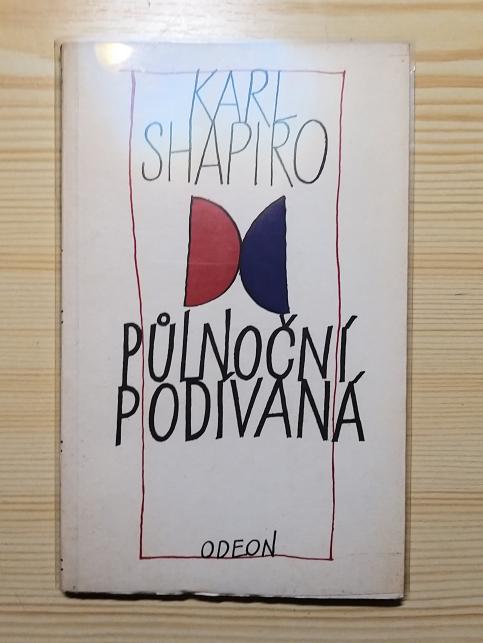 KARL
SHAPIRO
PŮLNOČNÍ
PODÍVANÁ
ODEON